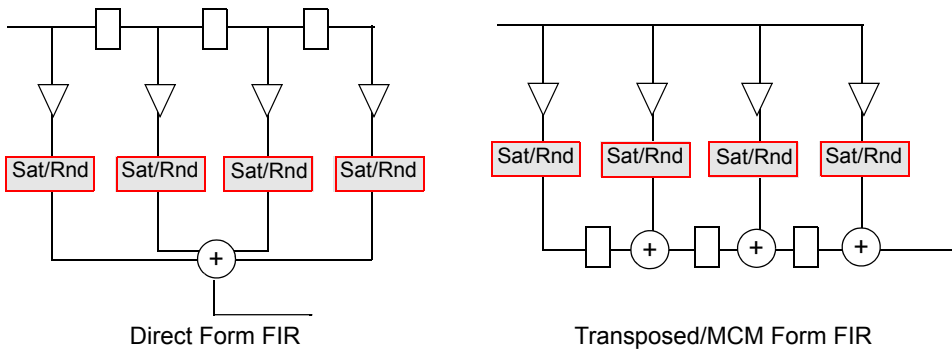 Sat/Rnd Sat/Rnd Sat/Rnd Sat/Rnd
+
Direct Form FIR
Sat/Rnd Sat/Rnd Sat/Rnd Sat/Rnd
+ + +
Transposed/MCM Form FIR